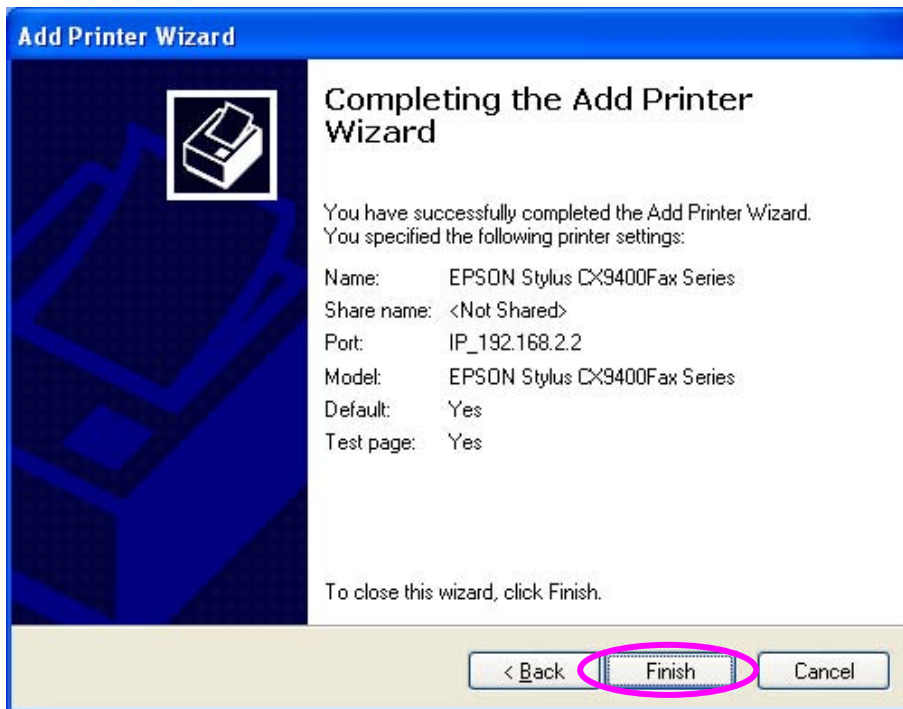 Add Printer Wizard
Completing the Add Printer
Wizard
You have successfully completed the Add Printer Wizard.
You specified the following printer settings:
Name: EPSON Stylus CX9400Fax Series
Share name: <Not Shared>
Port: IP_192.168.2.2
Model: EPSON Stylus CX9400Fax Series
Default: Yes
Test page: Yes
To close this wizard, click Finish.
< Back Finish Cancel